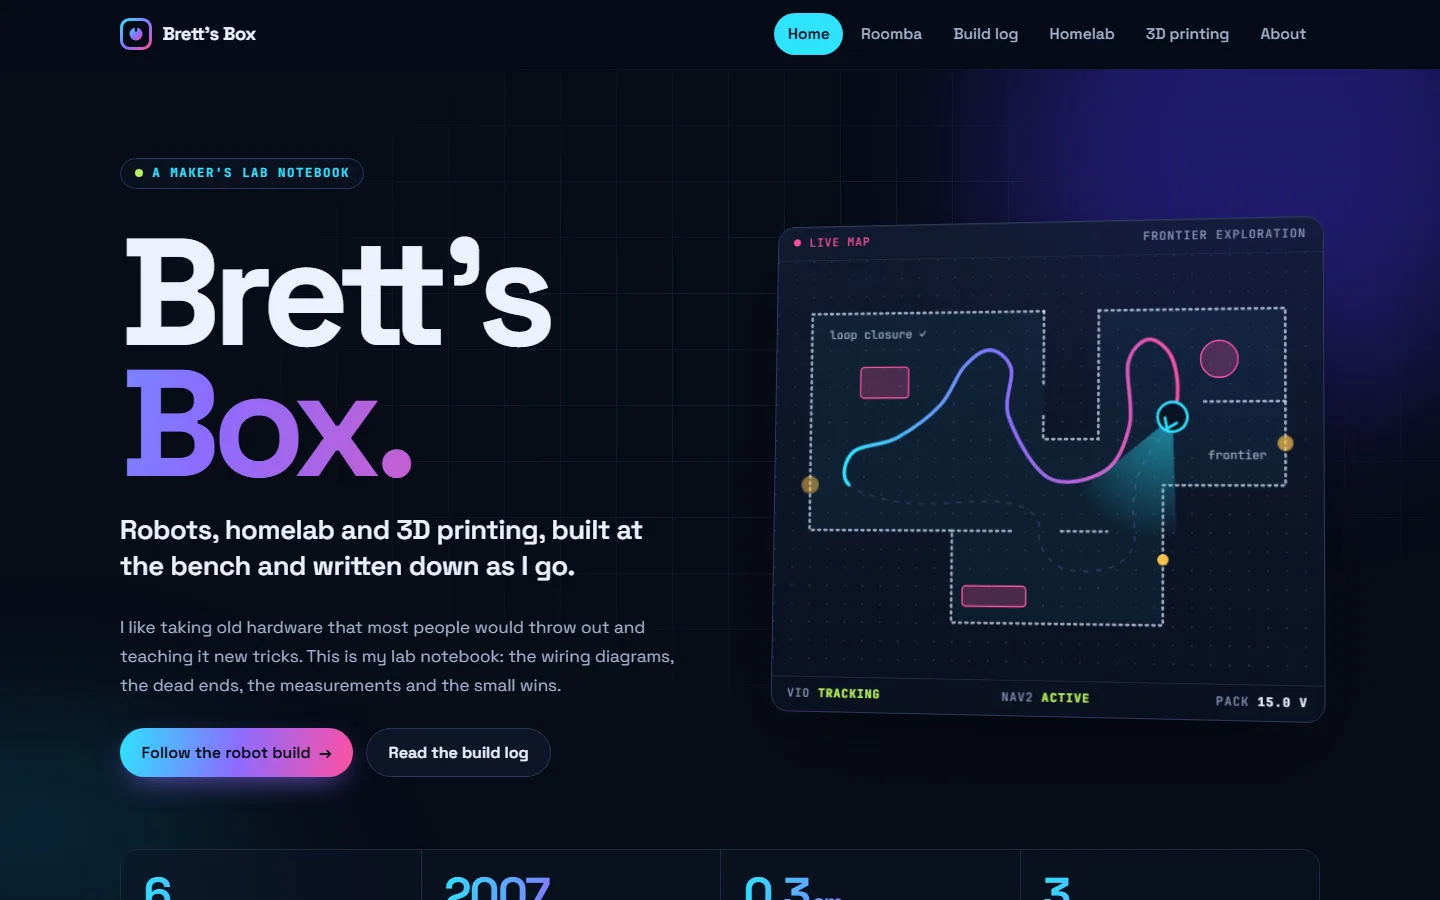 Brett's Box
Home
Roomba
Build log
Homelab
3D printing
About
A MAKER'S LAB NOTEBOOK
Brett's
Box.
Robots, homelab and 3D printing, built at
the bench and written down as I go.
I like taking old hardware that most people would throw out and
teaching it new tricks. This is my lab notebook: the wiring diagrams,
the dead ends, the measurements and the small wins.
Follow the robot build →
Read the build log
LIVE MAP
FRONTIER EXPLORATION
loop closure ✓
frontier
VIO TRACKING
NAV2 ACTIVE
PACK 15.0 V
6
2007
0.3
3